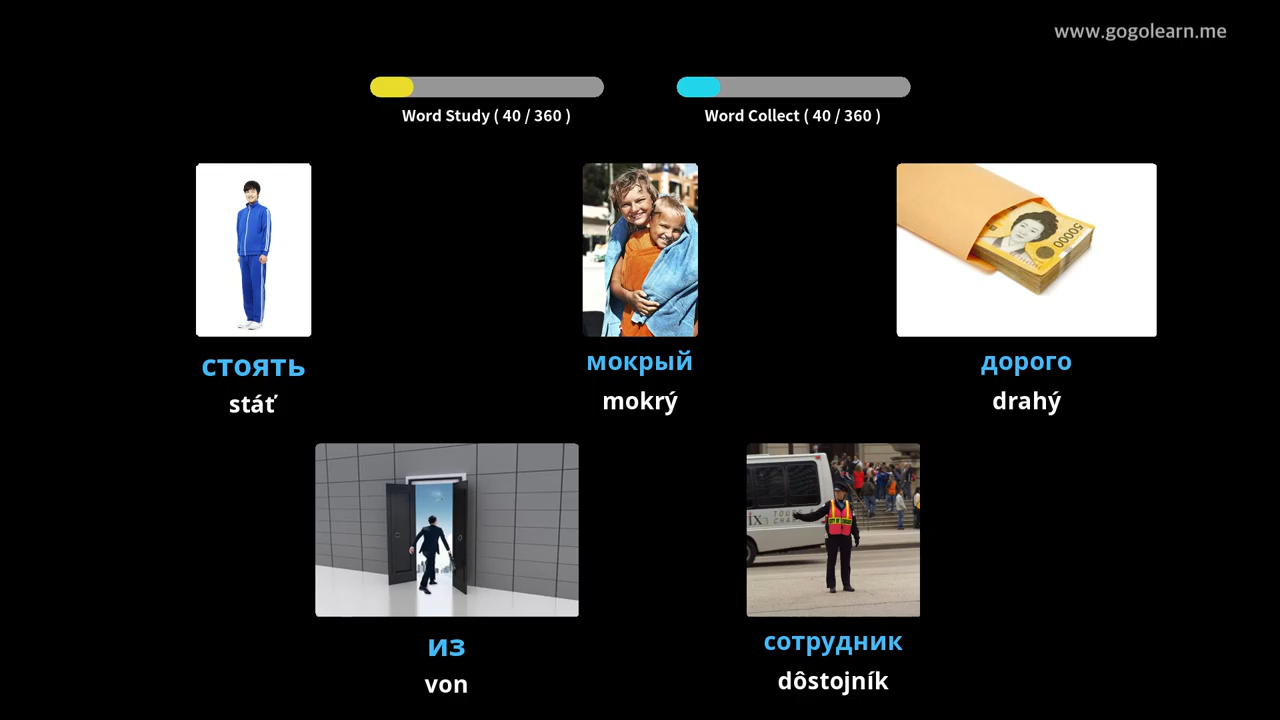 www.gogolearn.me
Word Study ( 40 / 360 )
Word Collect ( 40 / 360 )
50000
стоять
stáť
мокрый
mokrý
дорого
drahý
из
von
сотрудник
dôstojník